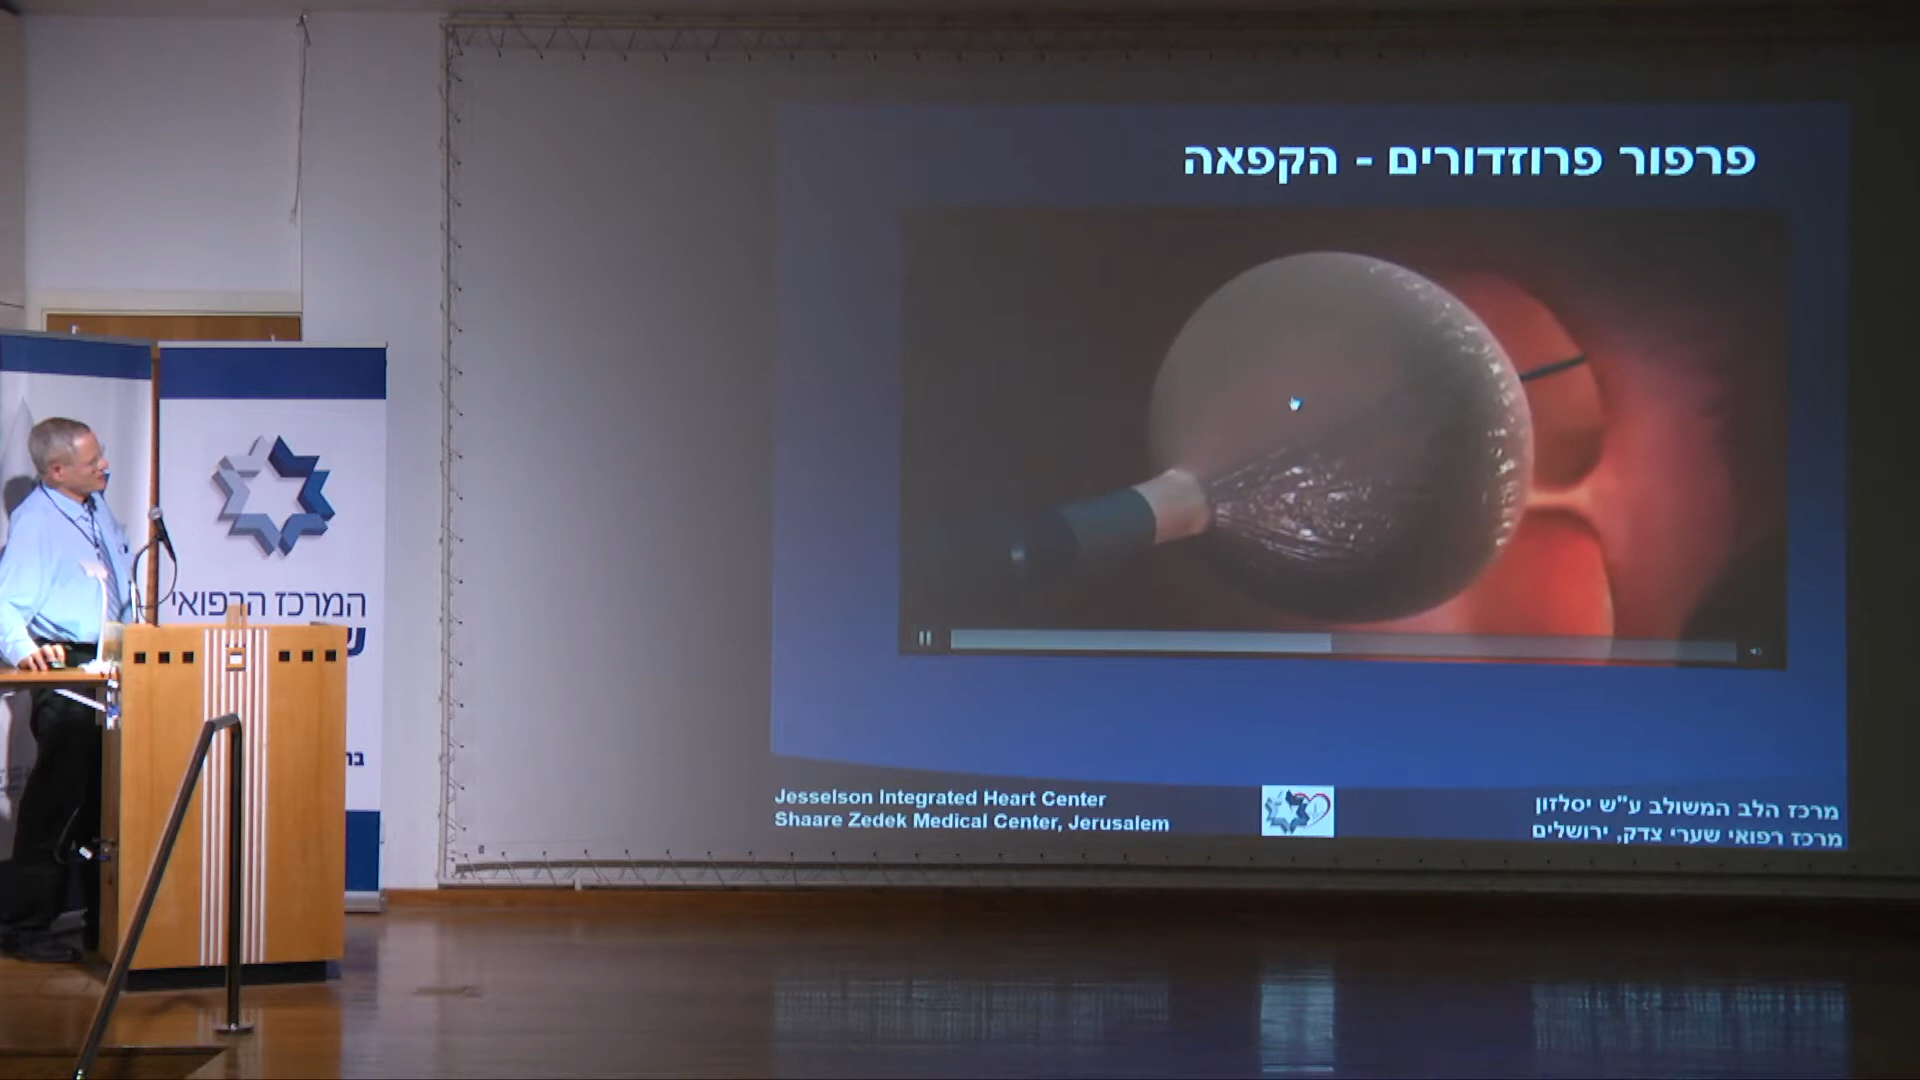 פרפור פרוזדורים - הקפאה
המרכז הרפואי
Jesselson Integrated Heart Center
Shaare Zedek Medical Center, Jerusalem
מרכז הלב המשולב ע"ש יסלזון
מרכז רפואי שערי צדק, ירושלים